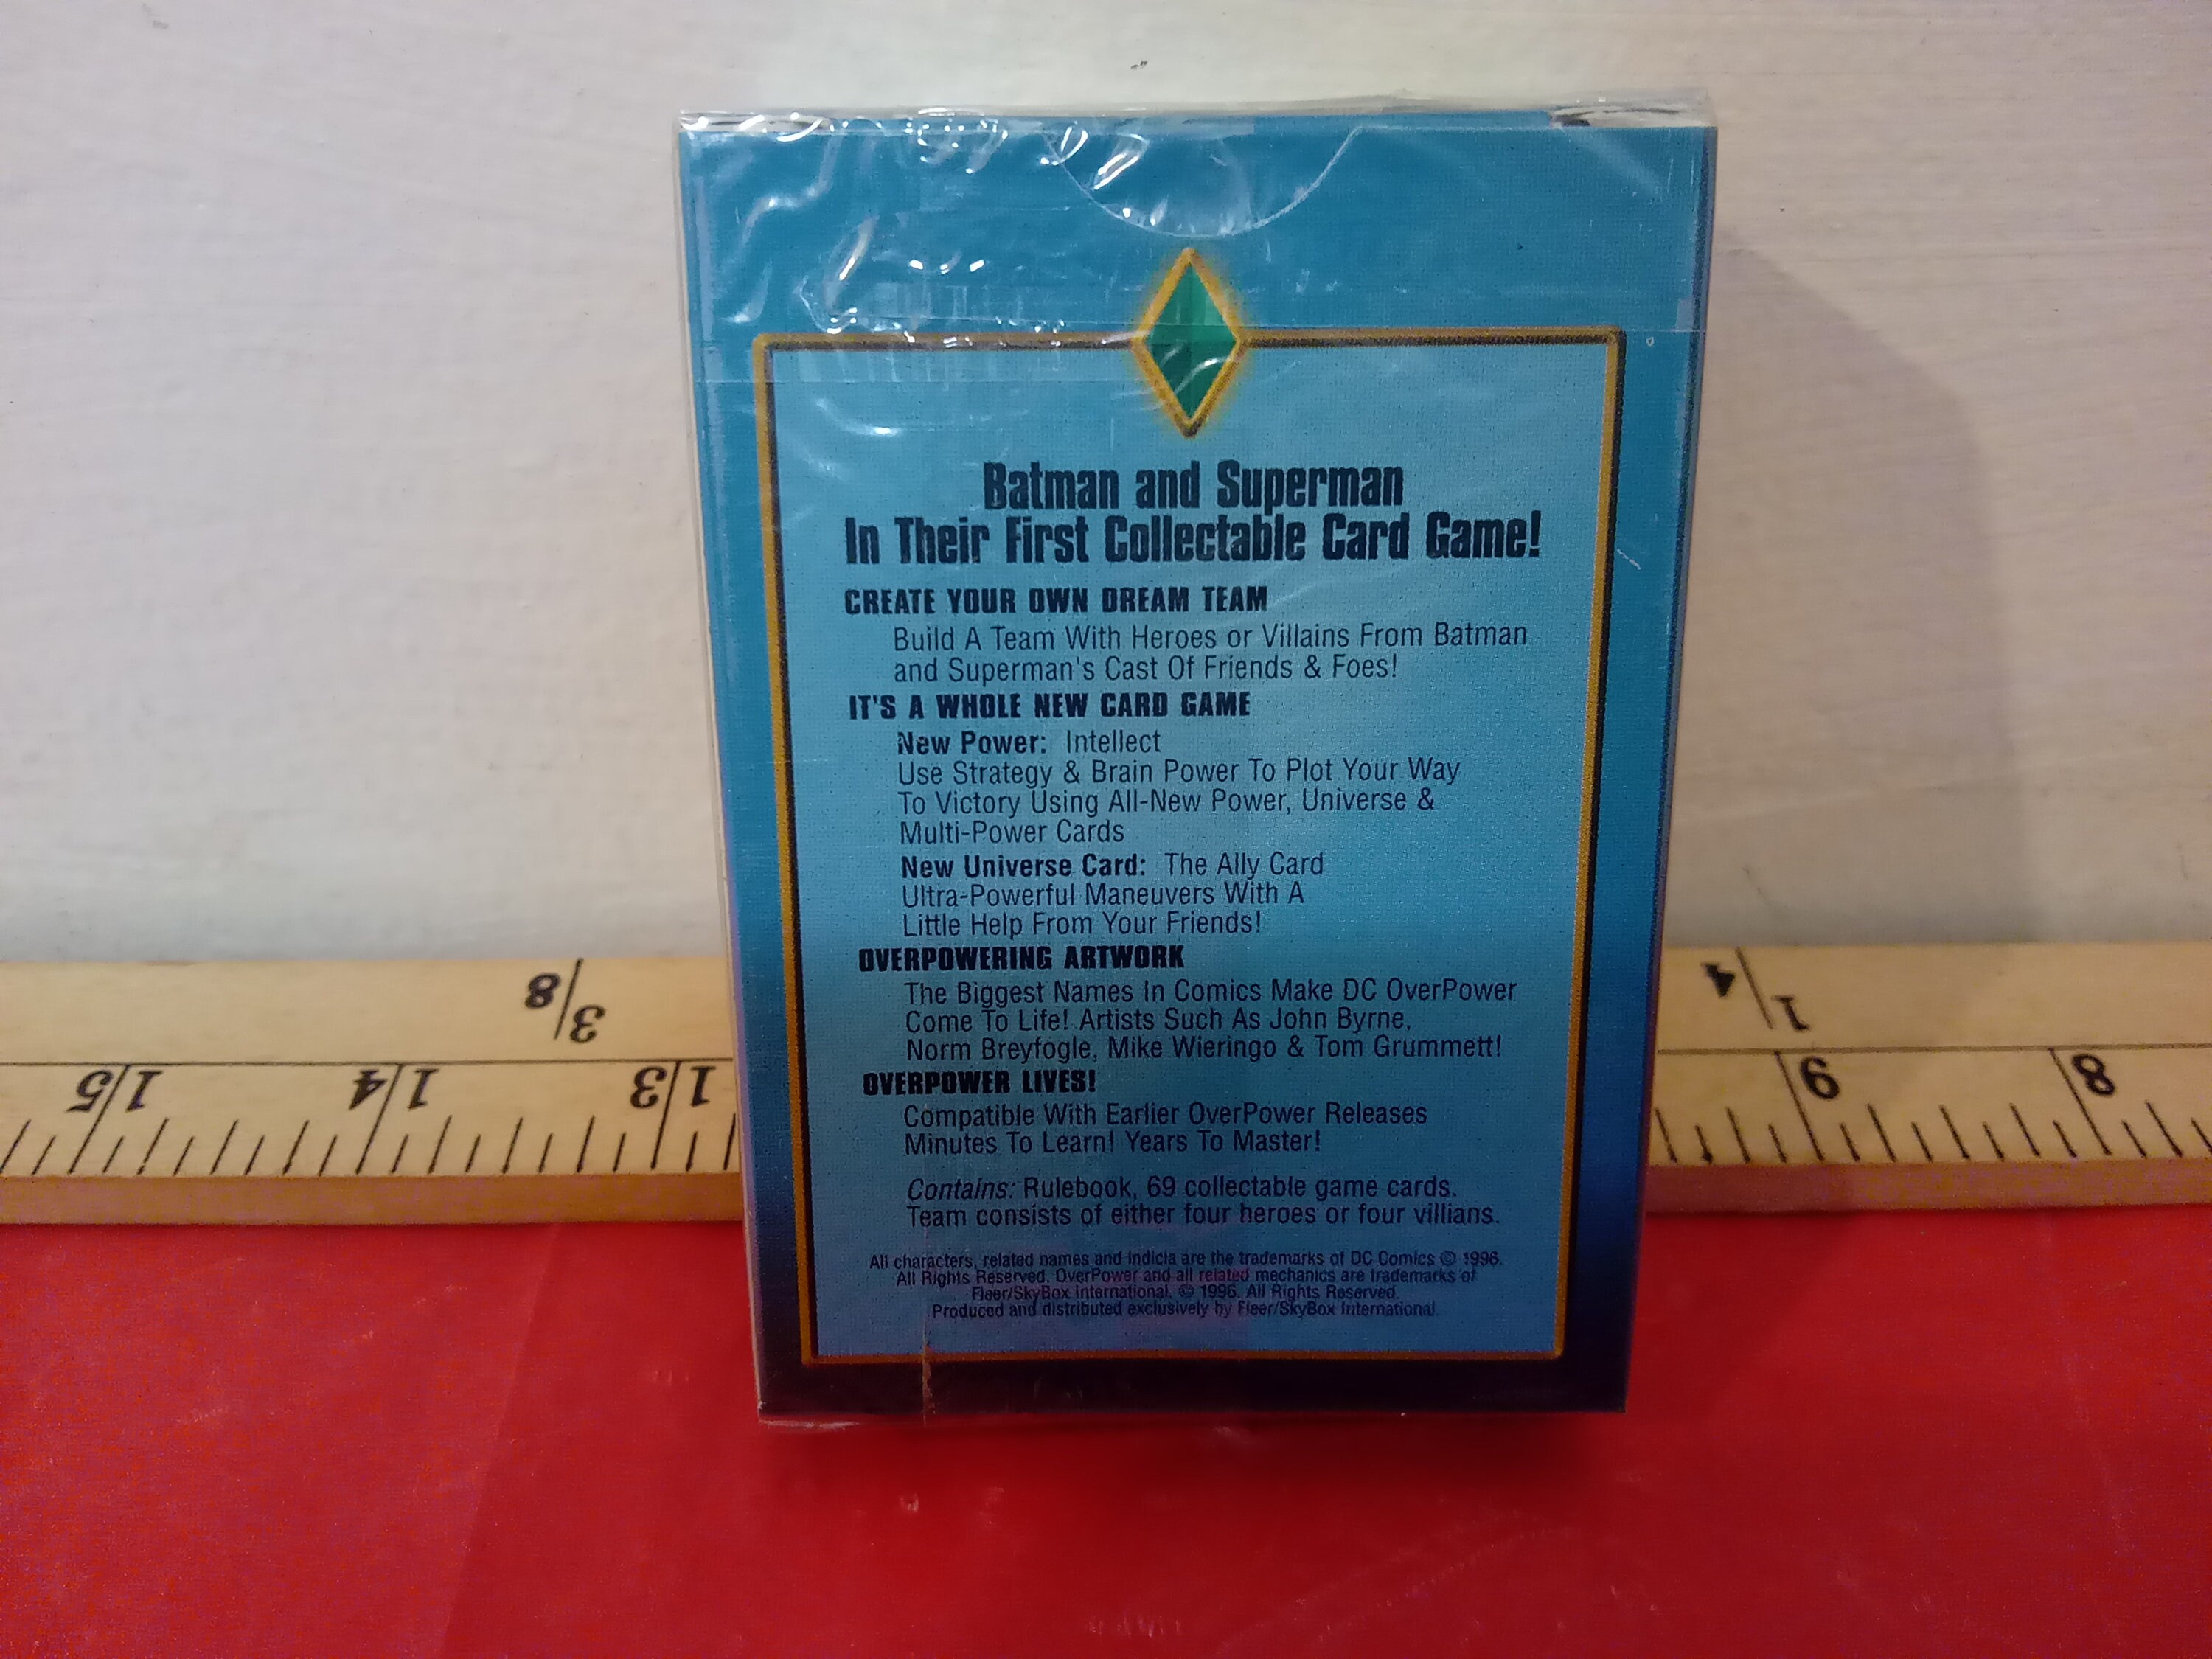 Batman and Superman
In Their First Collectable Card Game!
CREATE YOUR OWN DREAM TEAM
Build A Team With Heroes or Villains From Batman
and Superman's Cast Of Friends & Foes!
IT'S A WHOLE NEW CARD GAME
New Power: Intellect
Use Strategy & Brain Power To Plot Your Way
To Victory Using All-New Power, Universe &
Multi-Power Cards
New Universe Card: The Ally Card
Ultra-Powerful Maneuvers With A
Little Help From Your Friends!
OVERPOWERING ARTWORK
The Biggest Names In Comics Make DC OverPower
Come To Life! Artists Such As John Byrne,
Norm Breyfogle, Mike Wieringo & Tom Grummett!
OVERPOWER LIVES!
Compatible With Earlier OverPower Releases
Minutes To Learn! Years To Master!
Contains: Rulebook, 69 collectable game cards.
Team consists of either four heroes or four villians.
All characters, related names and indicia are the trademarks of DC Comics © 1996.
All Rights Reserved. OverPower and all related mechanics are trademarks of
Fleer/SkyBox International. © 1996. All Rights Reserved.
Produced and distributed exclusively by Fleer/SkyBox International.
3/8
1/4
15 14 13 9 8